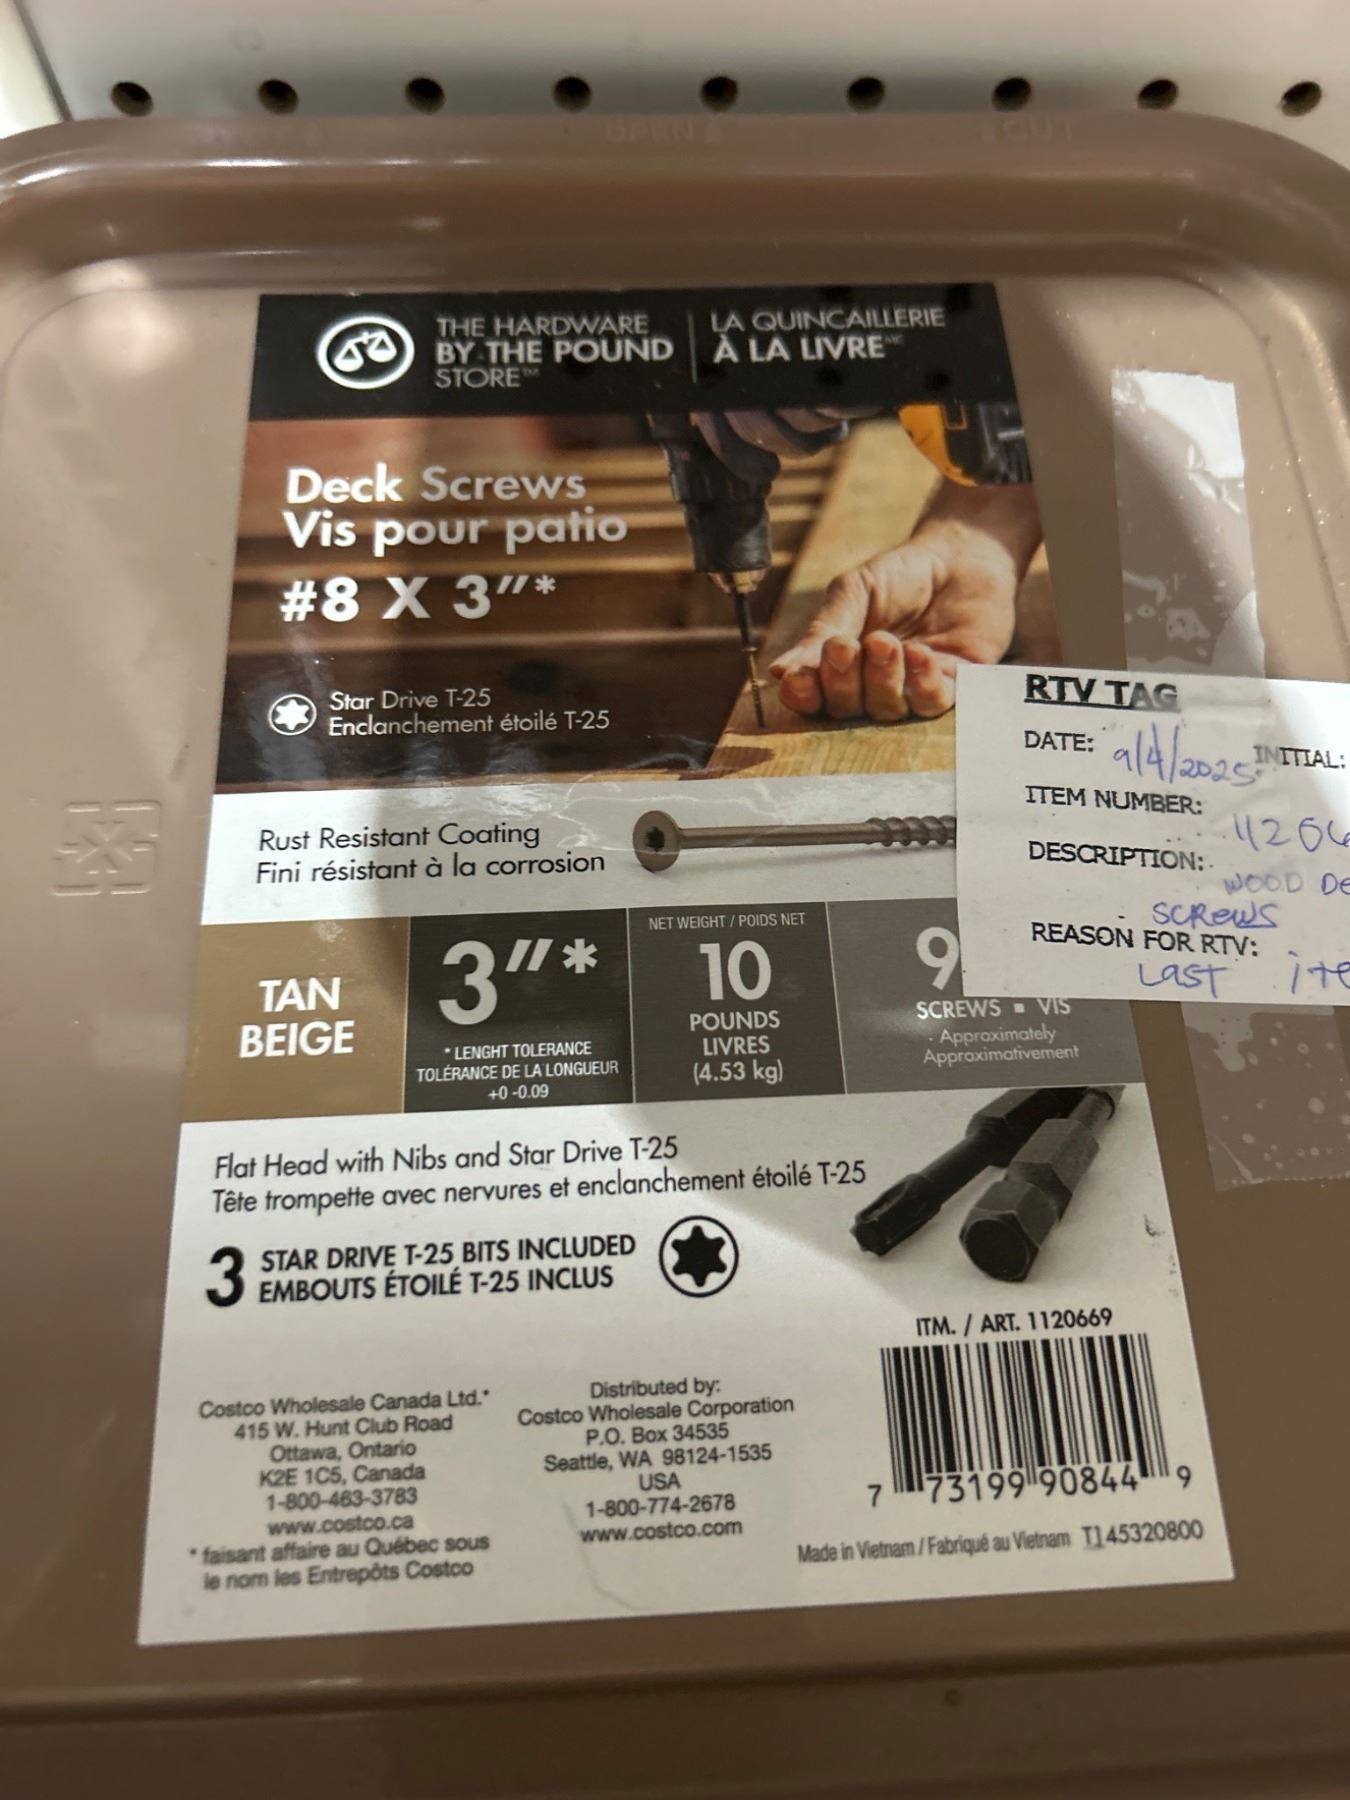 THE HARDWARE
BY THE POUND
STORE™
LA QUINCAILLERIE
À LA LIVRE MC
Deck Screws
Vis pour patio
#8 X 3"*
Star Drive T-25
Enclanchement étoilé T-25
Rust Resistant Coating
Fini résistant à la corrosion
TAN
BEIGE
3"*
* LENGHT TOLERANCE
TOLÉRANCE DE LA LONGUEUR
+0 -0.09
NET WEIGHT / POIDS NET
10
POUNDS
LIVRES
(4.53 kg)
9
SCREWS ▪ VIS
Approximately
Approximativement
RTV TAG
DATE: 9/4/2025 INITIAL:
ITEM NUMBER:
1120
DESCRIPTION:
WOOD DE
SCREWS
REASON FOR RTV:
LAST ite
Flat Head with Nibs and Star Drive T-25
Tête trompette avec nervures et enclanchement étoilé T-25
3 STAR DRIVE T-25 BITS INCLUDED
EMBOUTS ÉTOILÉ T-25 INCLUS
ITM. / ART. 1120669
7 73199 90844 9
Made in Vietnam / Fabriqué au Vietnam T145320800
Costco Wholesale Canada Ltd.*
415 W. Hunt Club Road
Ottawa, Ontario
K2E 1C5, Canada
1-800-463-3783
www.costco.ca
* faisant affaire au Québec sous
le nom les Entrepôts Costco
Distributed by:
Costco Wholesale Corporation
P.O. Box 34535
Seattle, WA 98124-1535
USA
1-800-774-2678
www.costco.com